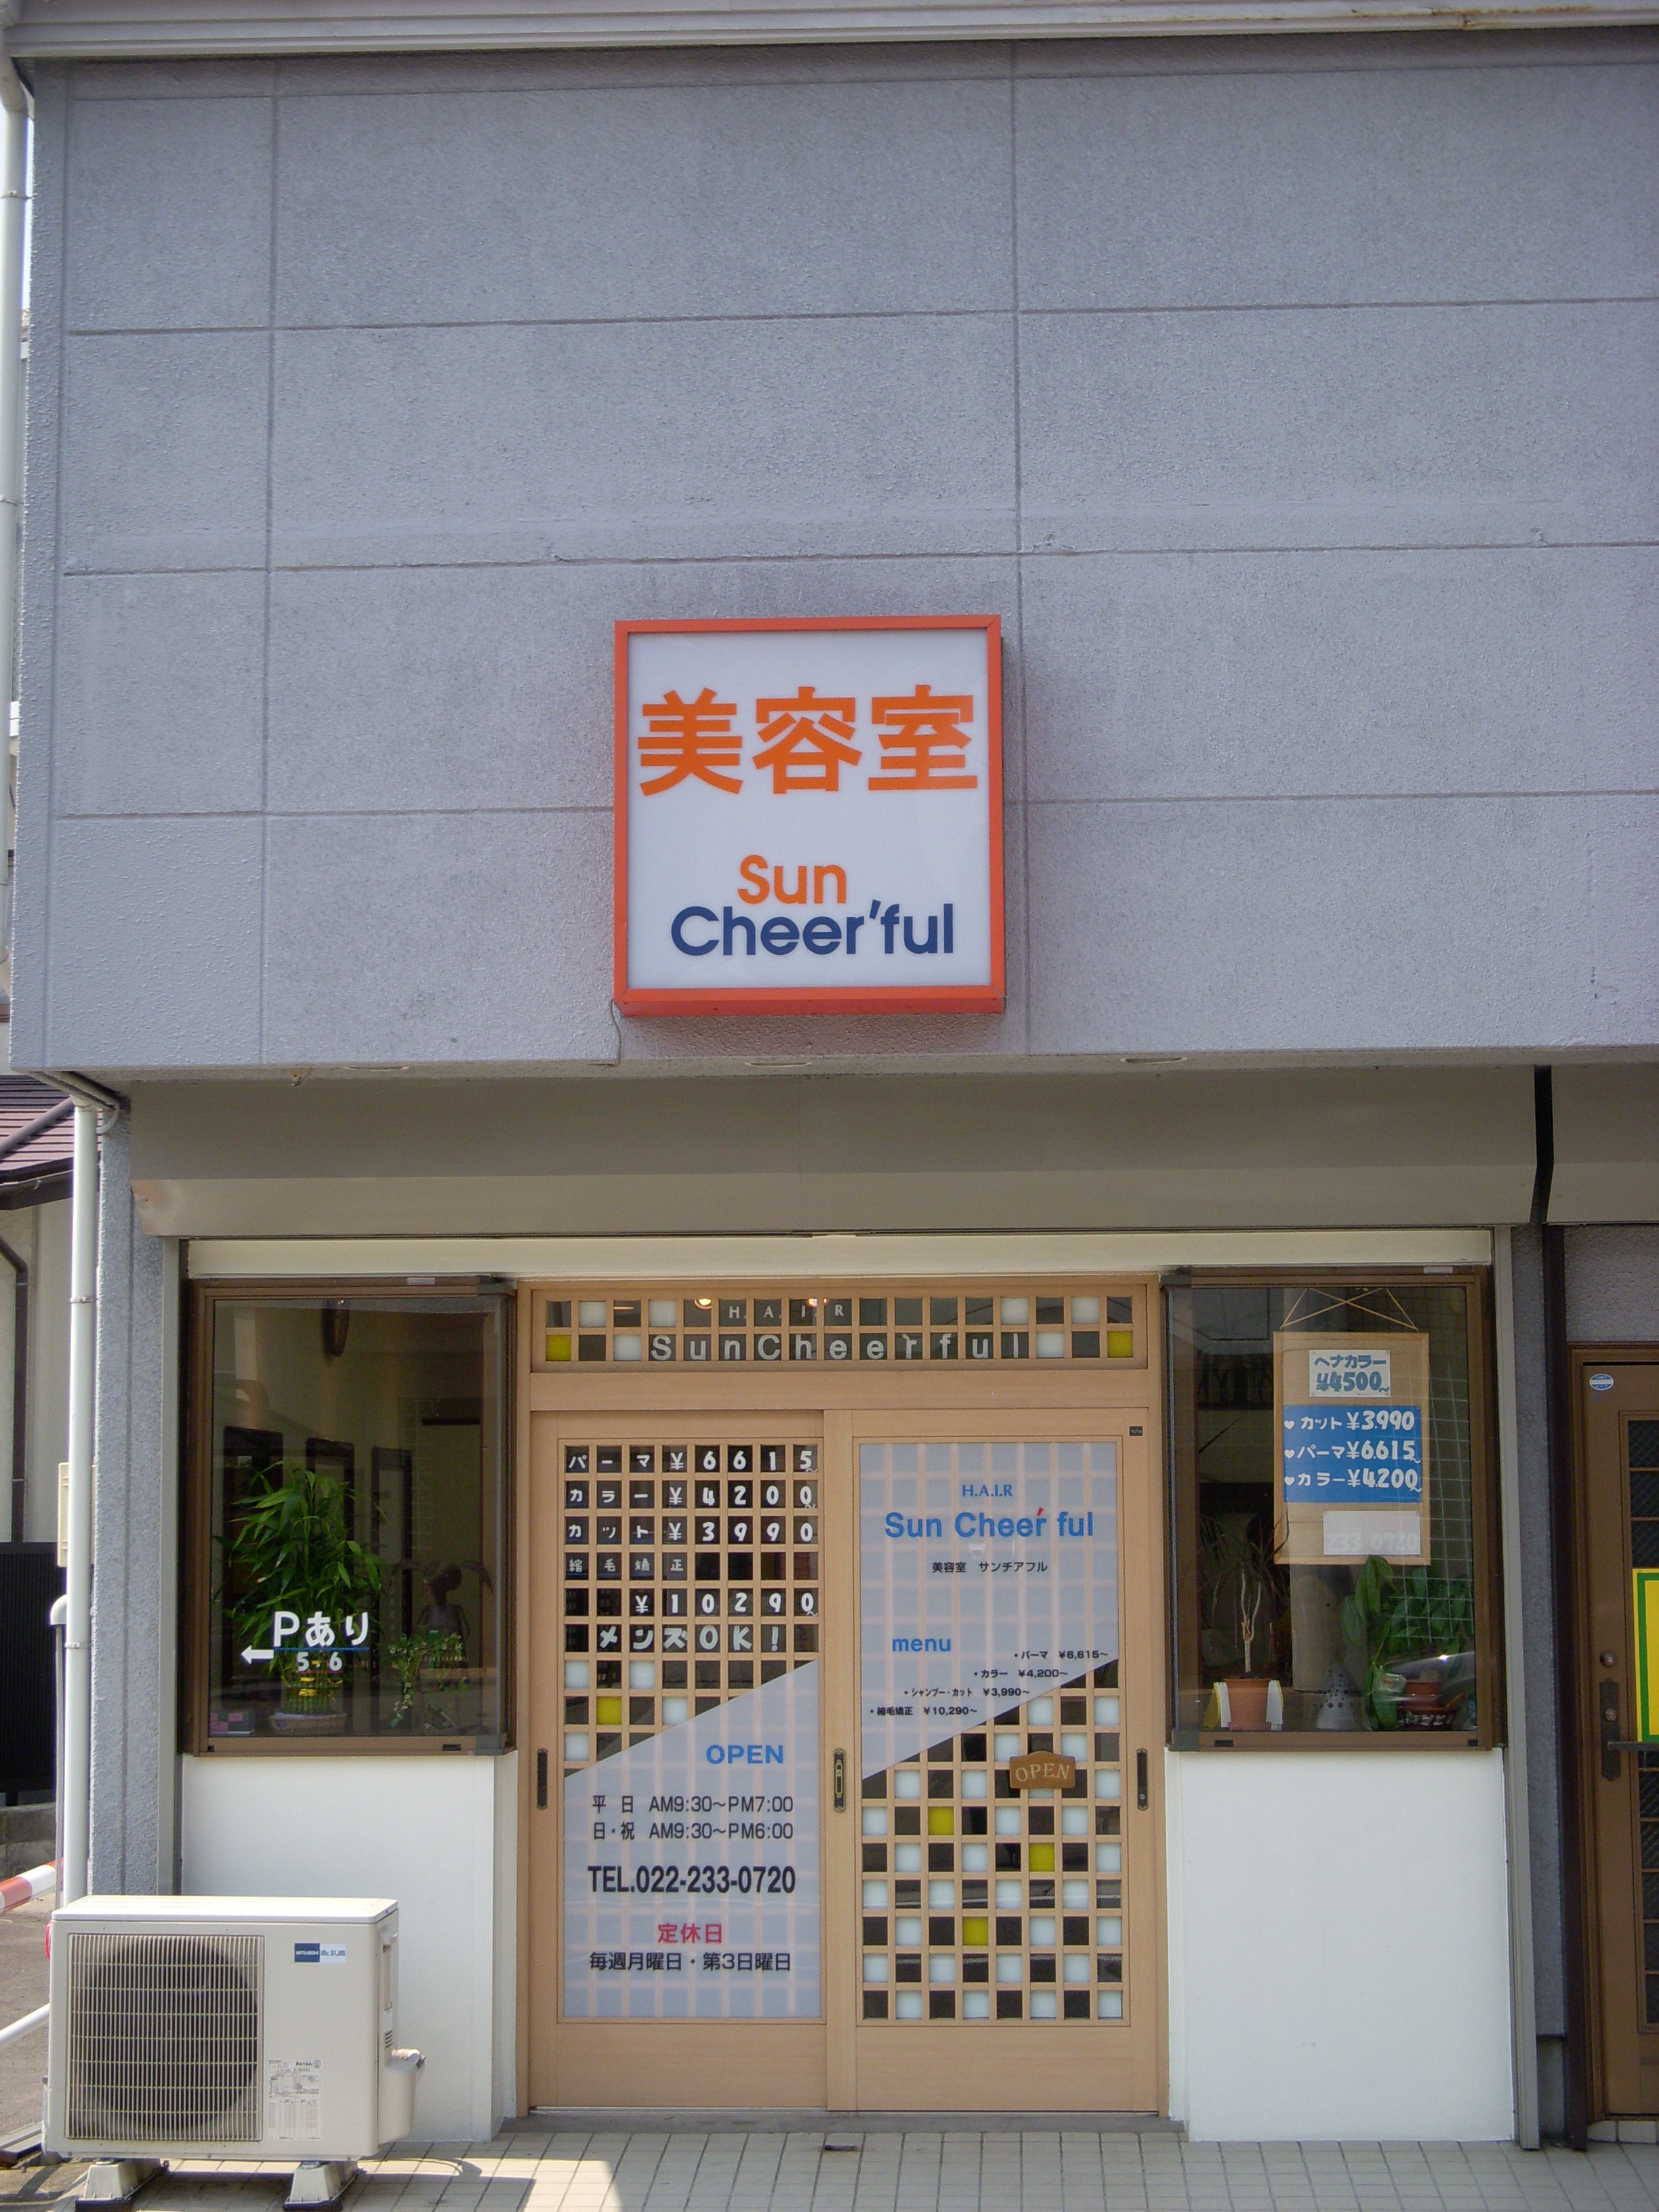 美容室
Sun
Cheer'ful
H.A.I.R
SunCheer'ful
パーマ¥6615~
カラー¥4200~
カット¥3990
縮毛矯正
¥10290~
メンズOK!
OPEN
平 日 AM9:30～PM7:00
日・祝 AM9:30～PM6:00
TEL.022-233-0720
定休日
毎週月曜日・第3日曜日
H.A.I.R
Sun Cheer'ful
美容室 サンチアフル
menu
・パーマ ¥6,615～
・カラー ¥4,200～
・シャンプー・カット ¥3,990～
・縮毛矯正 ¥10,290～
OPEN
Pあり
←
5・6
ヘナカラー
¥4500~
♥カット¥3990
♥パーマ¥6615~
♥カラー¥4200~
233-0720
MITSUBISHI Mr.SLIM